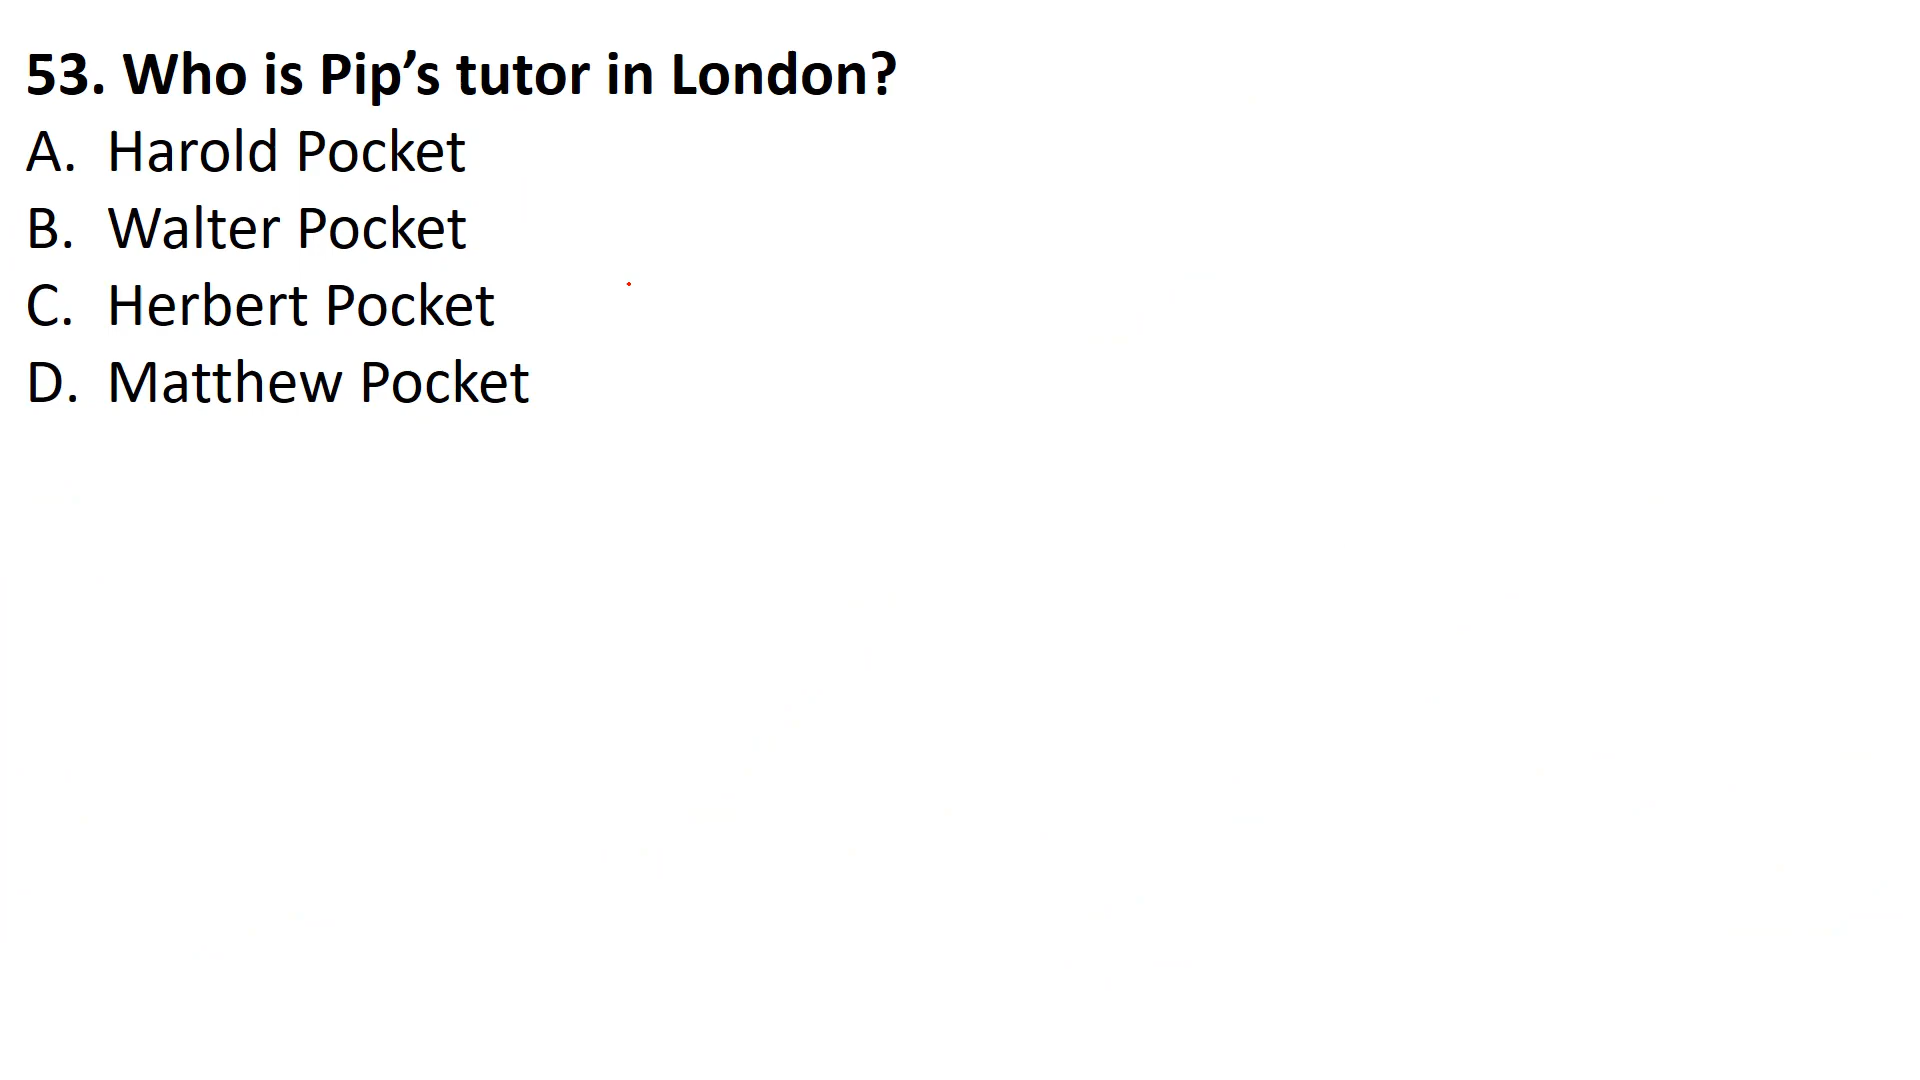 53. Who is Pip’s tutor in London?
A. Harold Pocket
B. Walter Pocket
C. Herbert Pocket
D. Matthew Pocket